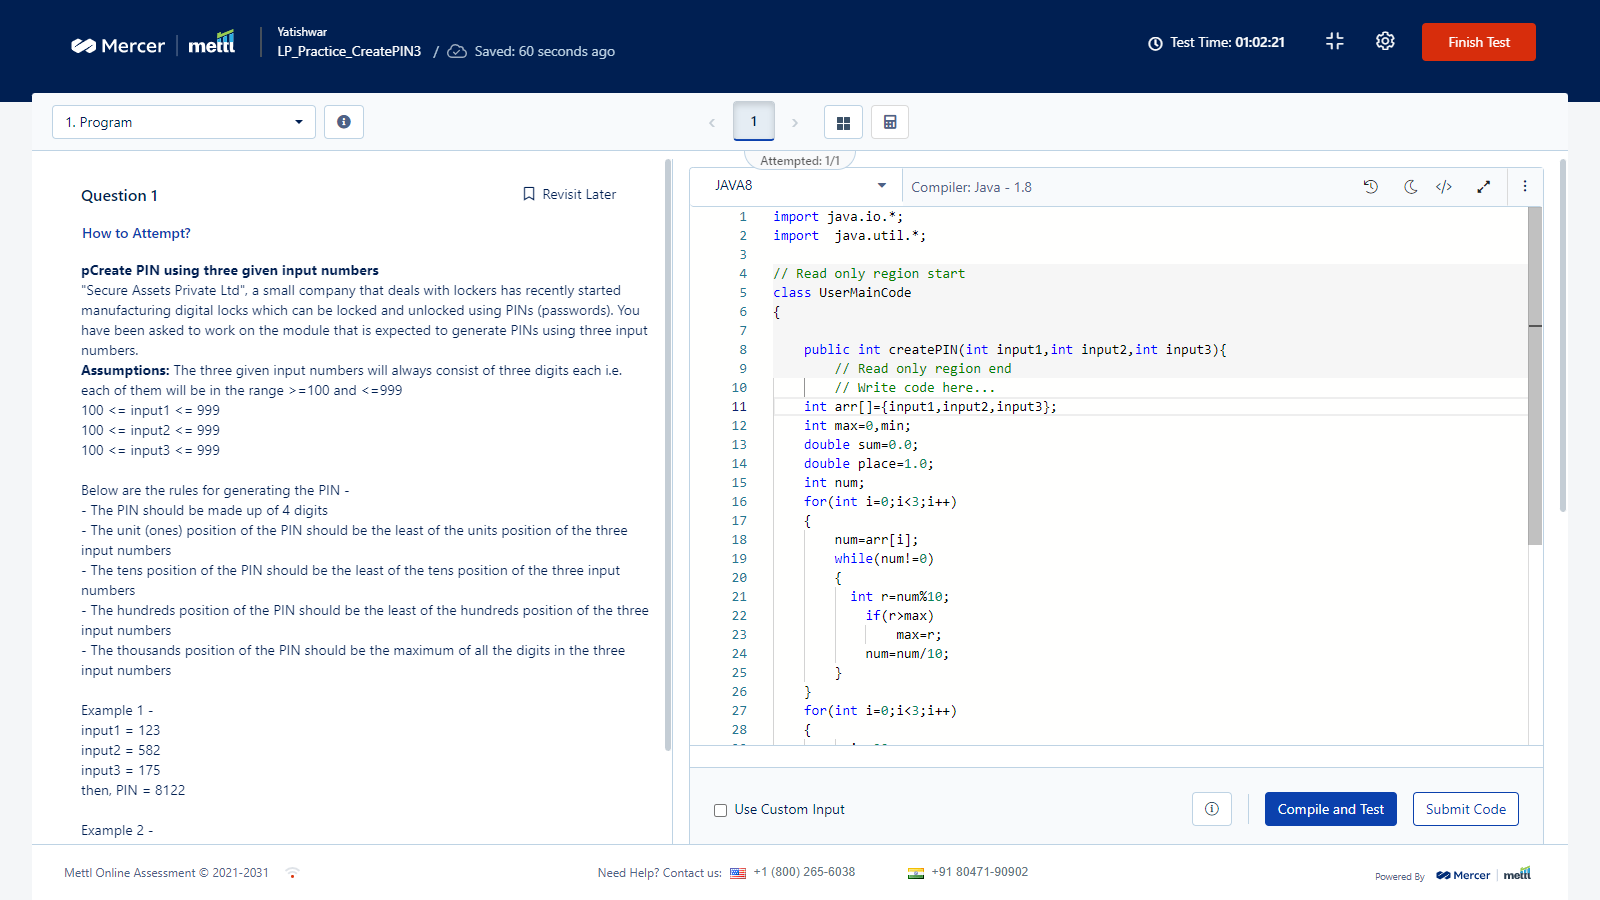 Mercer
mettl
Yatishwar
LP_Practice_CreatePIN3 / Saved: 60 seconds ago
Test Time: 01:02:21
Finish Test
1. Program
1
Attempted: 1/1
Question 1
Revisit Later
How to Attempt?
pCreate PIN using three given input numbers
"Secure Assets Private Ltd", a small company that deals with lockers has recently started
manufacturing digital locks which can be locked and unlocked using PINs (passwords). You
have been asked to work on the module that is expected to generate PINs using three input
numbers.
Assumptions: The three given input numbers will always consist of three digits each i.e.
each of them will be in the range >=100 and <=999
100 <= input1 <= 999
100 <= input2 <= 999
100 <= input3 <= 999
Below are the rules for generating the PIN -
- The PIN should be made up of 4 digits
- The unit (ones) position of the PIN should be the least of the units position of the three
input numbers
- The tens position of the PIN should be the least of the tens position of the three input
numbers
- The hundreds position of the PIN should be the least of the hundreds position of the three
input numbers
- The thousands position of the PIN should be the maximum of all the digits in the three
input numbers
Example 1 -
input1 = 123
input2 = 582
input3 = 175
then, PIN = 8122
Example 2 -
JAVA8
Compiler: Java - 1.8
1 import java.io.*;
2 import  java.util.*;
3
4 // Read only region start
5 class UserMainCode
6 {
7
8     public int createPIN(int input1,int input2,int input3){
9         // Read only region end
10         // Write code here...
11     int arr[]={input1,input2,input3};
12     int max=0,min;
13     double sum=0.0;
14     double place=1.0;
15     int num;
16     for(int i=0;i<3;i++)
17     {
18         num=arr[i];
19         while(num!=0)
20         {
21           int r=num%10;
22             if(r>max)
23                 max=r;
24             num=num/10;
25         }
26     }
27     for(int i=0;i<3;i++)
28     {
Use Custom Input
Compile and Test
Submit Code
Mettl Online Assessment © 2021-2031
Need Help? Contact us: +1 (800) 265-6038
+91 80471-90902
Powered By Mercer mettl